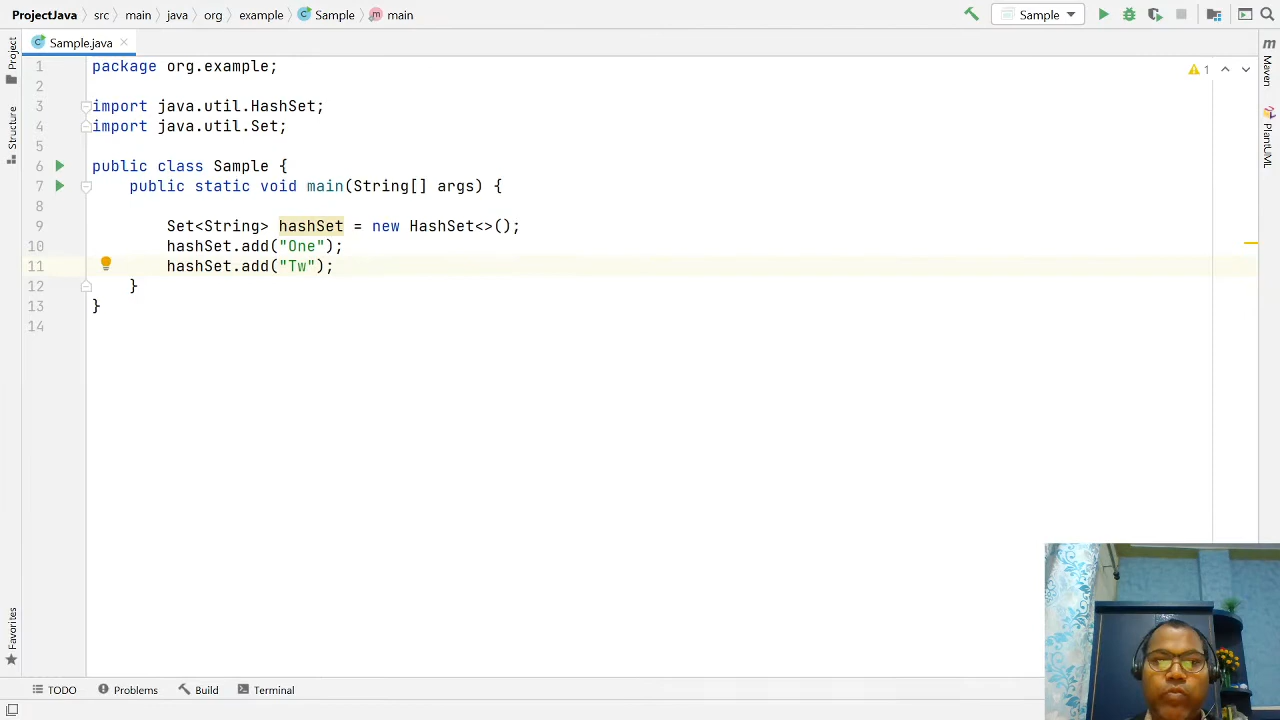 ProjectJava > src > main > java > org > example > Sample > main
Sample
Sample.java
Project
Structure
Favorites
Maven
PlantUML
1
1 package org.example;
2
3 import java.util.HashSet;
4 import java.util.Set;
5
6 public class Sample {
7 public static void main(String[] args) {
8
9 Set<String> hashSet = new HashSet<>();
10 hashSet.add("One");
11 hashSet.add("Tw");
12 }
13 }
14
TODO Problems Build Terminal